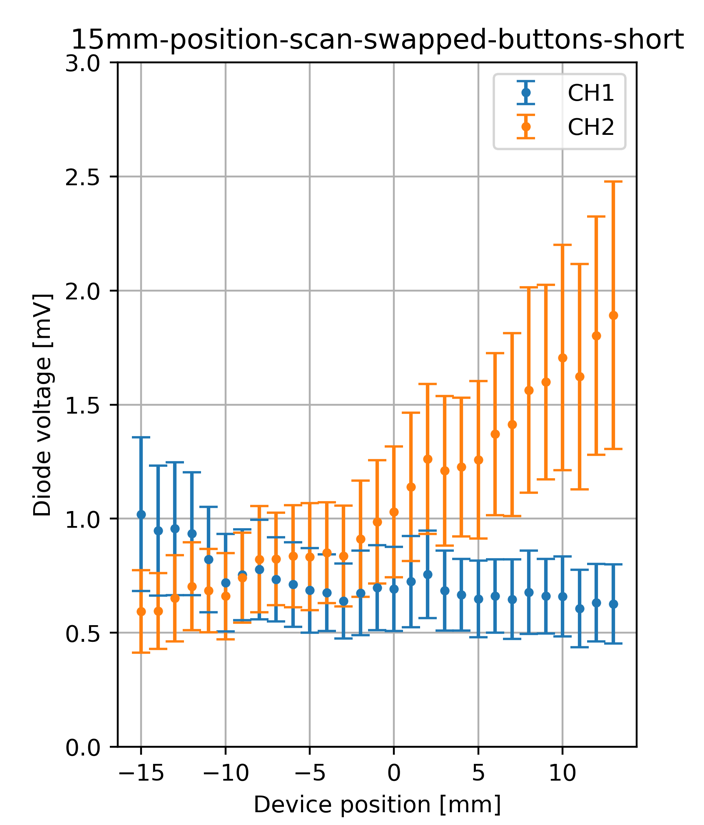 15mm-position-scan-swapped-buttons-short
3.0
2.5
2.0
1.5
1.0
0.5
0.0
Diode voltage [mV]
CH1
CH2
−15 −10 −5 0 5 10
Device position [mm]